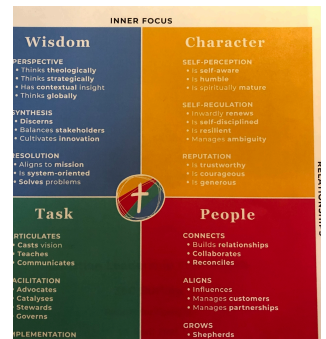 INNER FOCUS
Wisdom
PERSPECTIVE
• Thinks theologically
• Thinks strategically
• Has contextual insight
• Thinks globally
SYNTHESIS
• Discerns
• Balances stakeholders
• Cultivates innovation
RESOLUTION
• Aligns to mission
• Is system-oriented
• Solves problems
Character
SELF-PERCEPTION
• Is self-aware
• Is humble
• Is spiritually mature
SELF-REGULATION
• Inwardly renews
• Is self-disciplined
• Is resilient
• Manages ambiguity
REPUTATION
• Is trustworthy
• Is courageous
• Is generous
Task
RTICULATES
• Casts vision
• Teaches
• Communicates
ACILITATION
Advocates
Catalyses
Stewards
Governs
MPLEMENTATION
People
CONNECTS
• Builds relationships
• Collaborates
• Reconciles
ALIGNS
• Influences
• Manages customers
• Manages partnerships
GROWS
• Shepherds